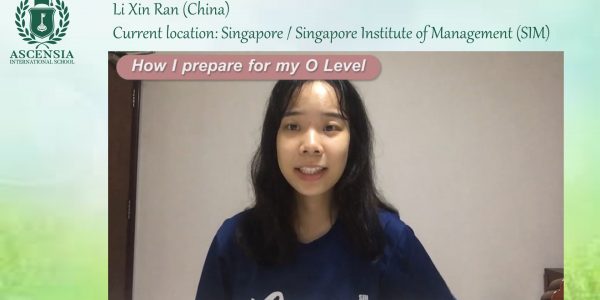 Li Xin Ran (China)
Current location: Singapore / Singapore Institute of Management (SIM)
ASCENSIA
INTERNATIONAL SCHOOL
How I prepare for my O Level